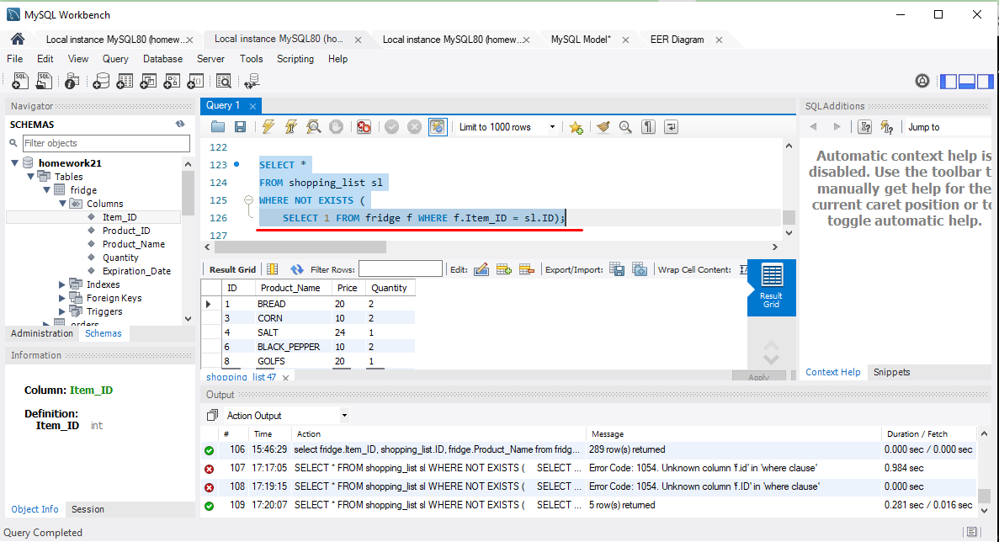 MySQL Workbench
Local instance MySQL80 (homew...
Local instance MySQL80 (ho...
Local instance MySQL80 (homew...
MySQL Model*
EER Diagram
File Edit View Query Database Server Tools Scripting Help
Navigator
SCHEMAS
Filter objects
homework21
Tables
fridge
Columns
Item_ID
Product_ID
Product_Name
Quantity
Expiration_Date
Indexes
Foreign Keys
Triggers
orders
Administration Schemas
Information
Column: Item_ID
Definition:
Item_ID int
Object Info Session
Query Completed
Query 1
Limit to 1000 rows
122
123 SELECT *
124 FROM shopping_list sl
125 WHERE NOT EXISTS (
126 SELECT 1 FROM fridge f WHERE f.Item_ID = sl.ID);
127
Result Grid Filter Rows: Edit: Export/Import: Wrap Cell Content:
ID Product_Name Price Quantity
1 BREAD 20 2
3 CORN 10 2
4 SALT 24 1
6 BLACK_PEPPER 10 2
8 GOLFS 20 1
Result
Grid
shopping_list47
Apply
SQLAdditions
Jump to
Automatic context help is
disabled. Use the toolbar t
manually get help for the
current caret position or to
toggle automatic help.
Context Help Snippets
Output
Action Output
# Time Action Message Duration / Fetch
106 15:46:29 select fridge.Item_ID, shopping_list.ID, fridge.Product_Name from fridg... 289 row(s) returned 0.000 sec / 0.000 sec
107 17:17:05 SELECT * FROM shopping_list sl WHERE NOT EXISTS ( SELECT ... Error Code: 1054. Unknown column 'f.id' in 'where clause' 0.984 sec
108 17:19:15 SELECT * FROM shopping_list sl WHERE NOT EXISTS ( SELECT ... Error Code: 1054. Unknown column 'f.ID' in 'where clause' 0.000 sec
109 17:20:07 SELECT * FROM shopping_list sl WHERE NOT EXISTS ( SELECT ... 5 row(s) returned 0.281 sec / 0.016 sec